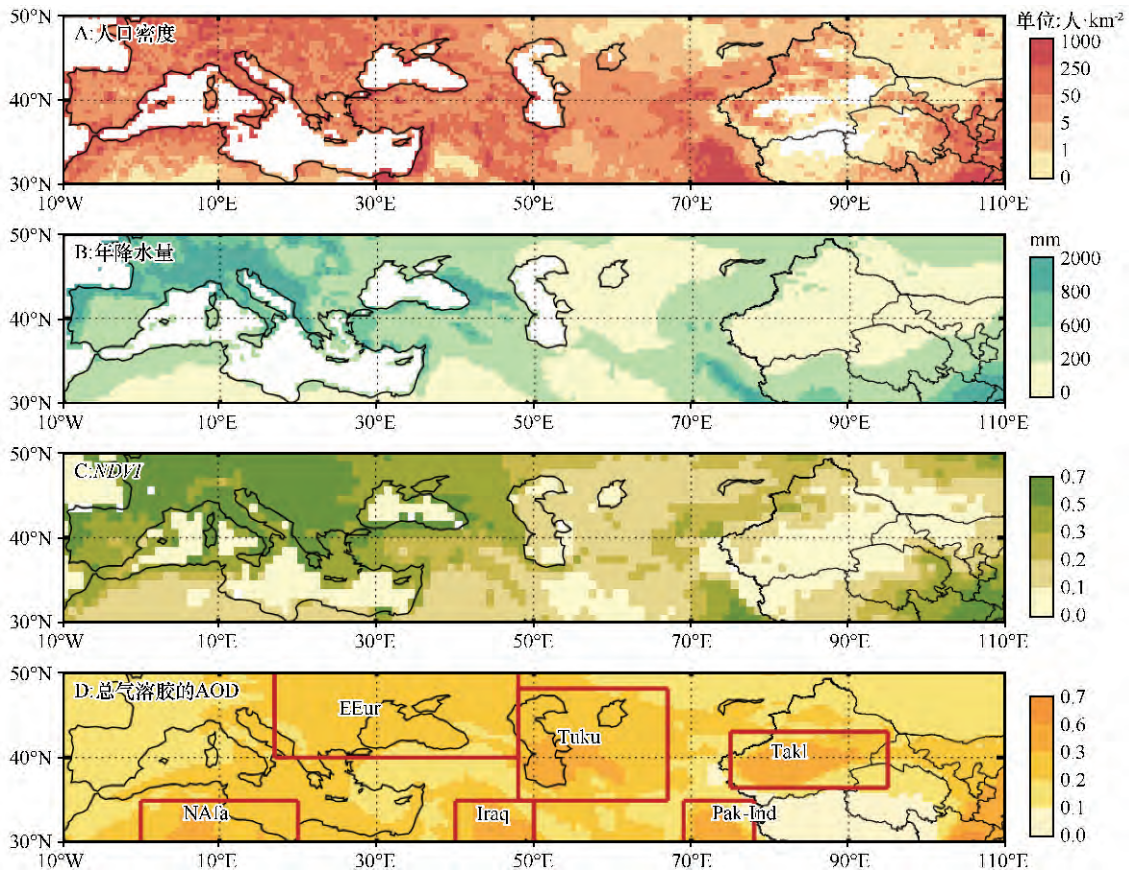 A:人口密度
单位:人·km⁻²
50°N
40°N
30°N
10°W
10°E
30°E
50°E
70°E
90°E
110°E
1000
250
50
5
1
0
B:年降水量
mm
50°N
40°N
30°N
10°W
10°E
30°E
50°E
70°E
90°E
110°E
2000
800
600
200
0
C:NDVI
50°N
40°N
30°N
10°W
10°E
30°E
50°E
70°E
90°E
110°E
0.7
0.5
0.3
0.2
0.1
0.0
D:总气溶胶的AOD
50°N
40°N
30°N
EEur
Tuku
Takl
NAfa
Iraq
Pak-Ind
10°W
10°E
30°E
50°E
70°E
90°E
110°E
0.7
0.6
0.3
0.2
0.1
0.0